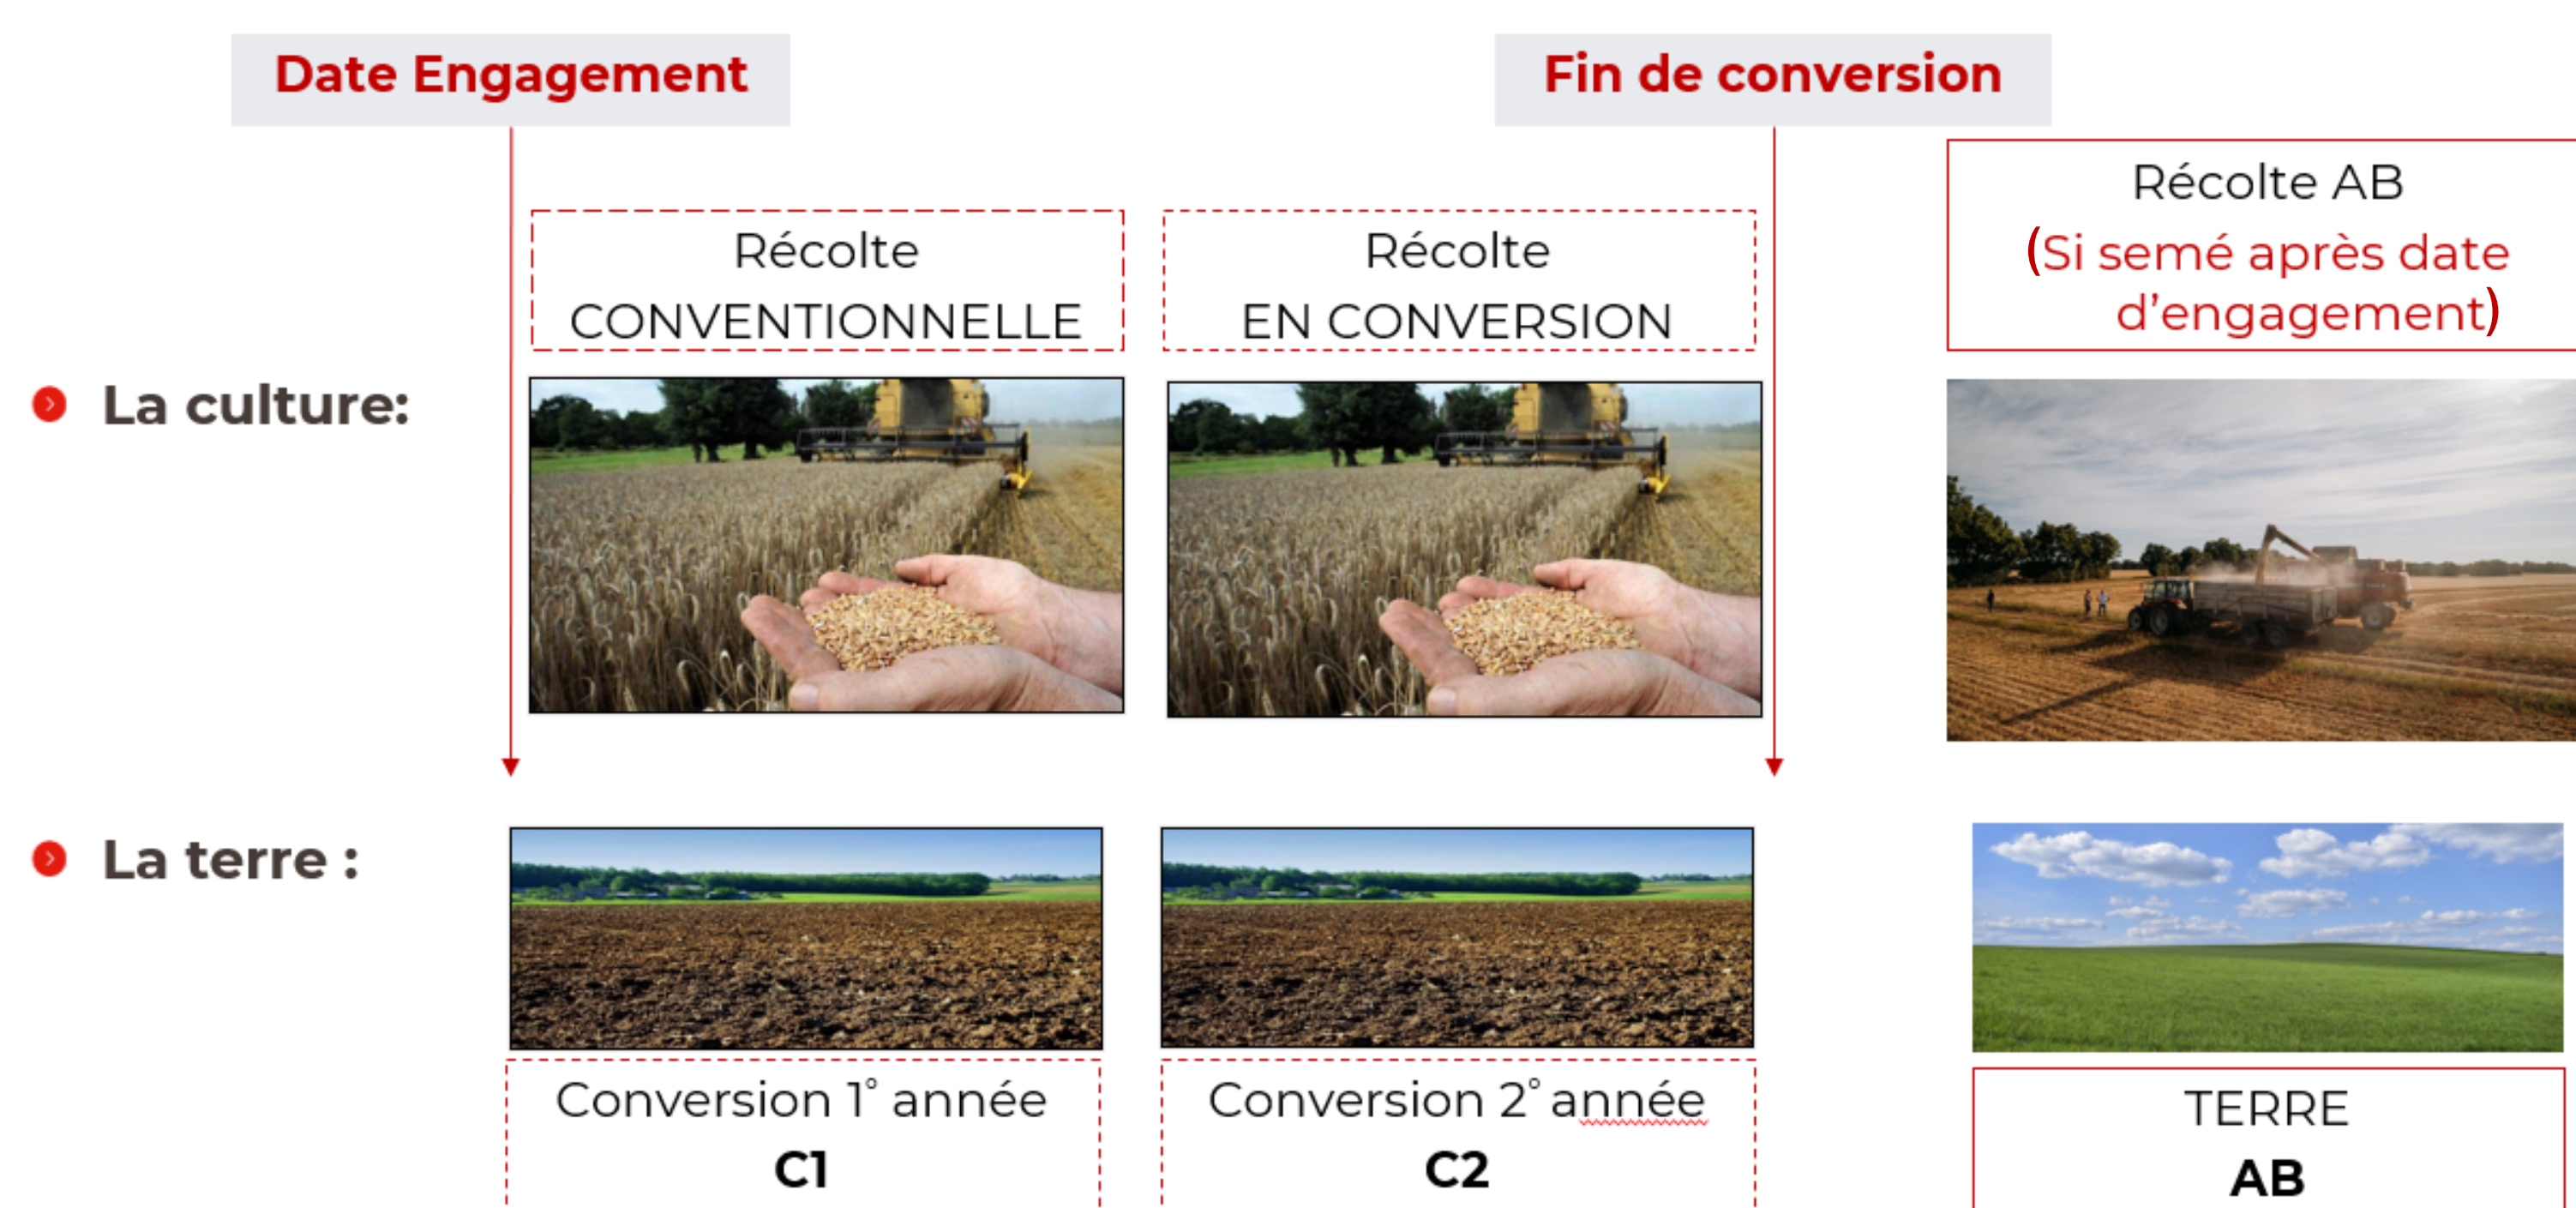 Date Engagement
Fin de conversion
Récolte
CONVENTIONNELLE
Récolte
EN CONVERSION
Récolte AB
(Si semé après date
d’engagement)
La culture:
La terre :
Conversion 1° année
C1
Conversion 2° année
C2
TERRE
AB